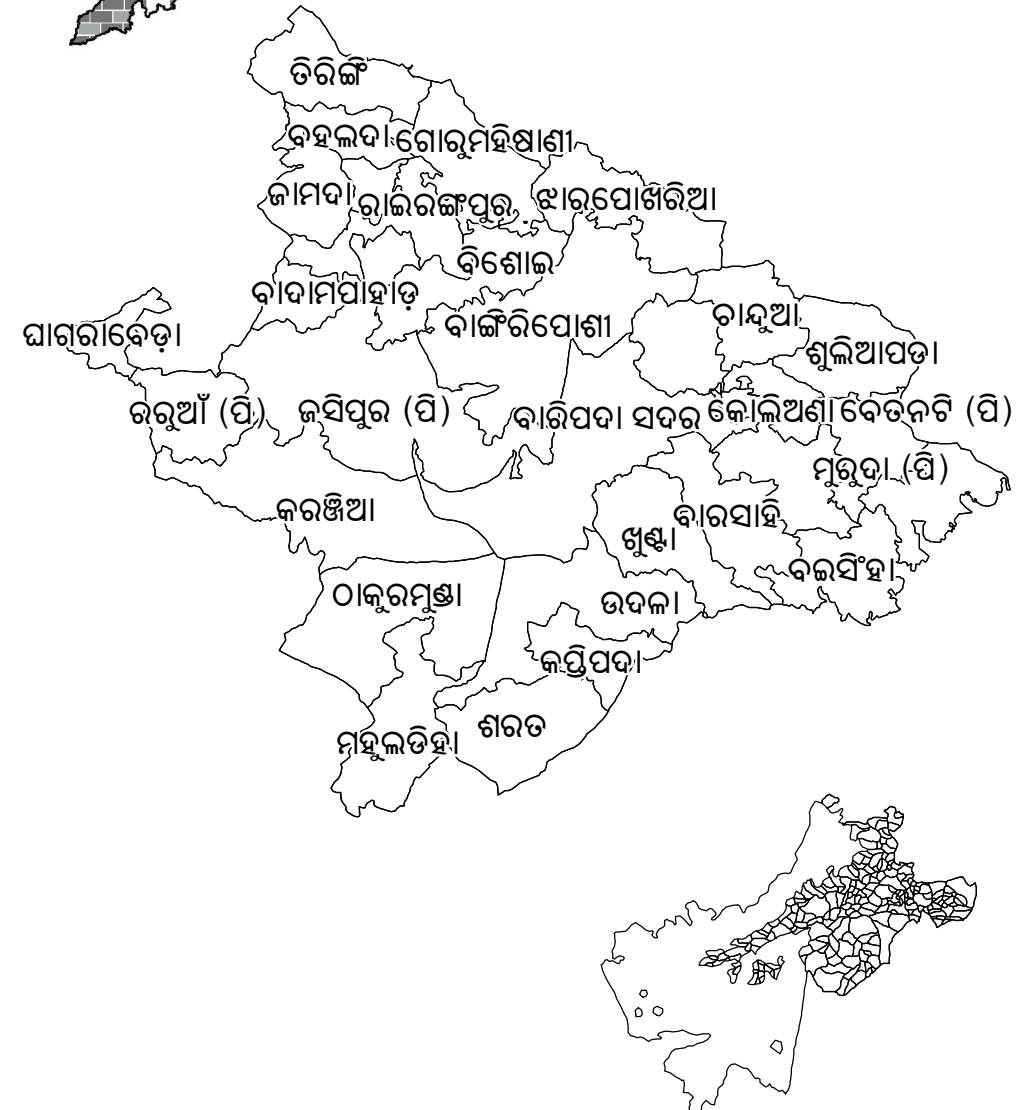 ତିରିଙ୍ଗି
ବହଲଦା
ଗୋରୁମହିଷାଣୀ
ଜାମଦା
ରାଇରଙ୍ଗପୁର
ଝାରପୋଖରିଆ
ବିଶୋଇ
ବାଦାମପାହାଡ଼
ବାଙ୍ଗିରିପୋଶୀ
ଚାନ୍ଦୁଆ
ଘାଗରାବେଡ଼ା
ଶୁଲିଆପଡା
ରରୁଆଁ (ପି)
ଜସିପୁର (ପି)
ବାରିପଦା ସଦର
କୋଲିଅଣା
ବେତନଟି (ପି)
ମୁରୁଦା (ପି)
କରଞ୍ଜିଆ
ବାରସାହି
ଖୁଣ୍ଟା
ବଇସିଂହା
ଠାକୁରମୁଣ୍ଡା
ଉଦଳା
କପ୍ତିପଦା
ଶରତ
ମହୁଲଡିହା